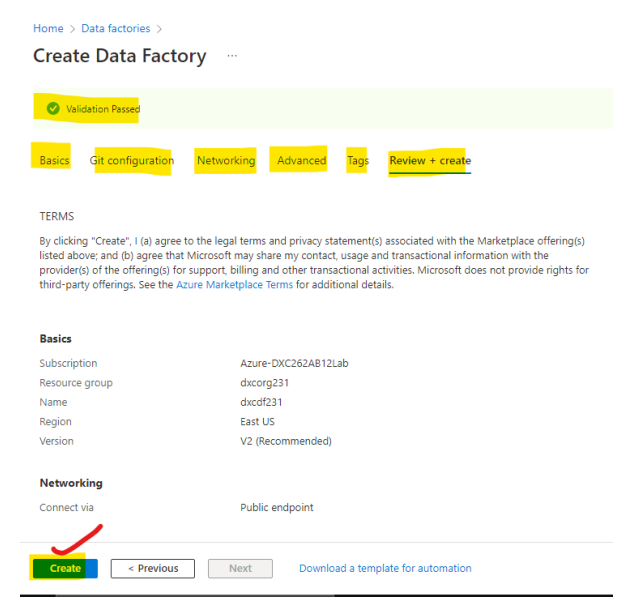 Home > Data factories >
Create Data Factory ...
Validation Passed
Basics Git configuration Networking Advanced Tags Review + create
TERMS
By clicking "Create", I (a) agree to the legal terms and privacy statement(s) associated with the Marketplace offering(s)
listed above; and (b) agree that Microsoft may share my contact, usage and transactional information with the
provider(s) of the offering(s) for support, billing and other transactional activities. Microsoft does not provide rights for
third-party offerings. See the Azure Marketplace Terms for additional details.
Basics
Subscription Azure-DXC262AB12Lab
Resource group dxcorg231
Name dxcdf231
Region East US
Version V2 (Recommended)
Networking
Connect via Public endpoint
Create < Previous Next Download a template for automation